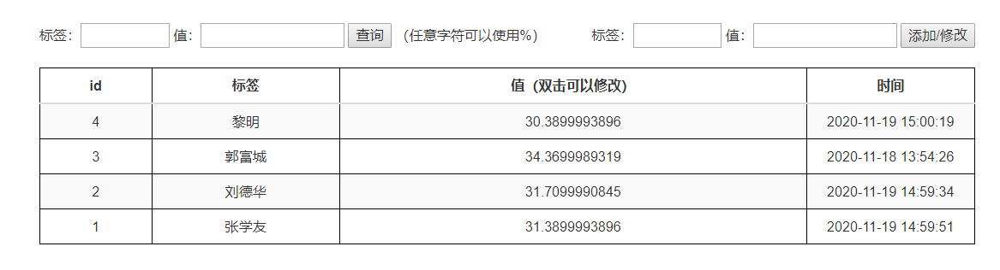 标签： 值： 查询 （任意字符可以使用%） 标签： 值： 添加/修改
id 标签 值（双击可以修改） 时间
4 黎明 30.3899993896 2020-11-19 15:00:19
3 郭富城 34.3699989319 2020-11-18 13:54:26
2 刘德华 31.7099990845 2020-11-19 14:59:34
1 张学友 31.3899993896 2020-11-19 14:59:51